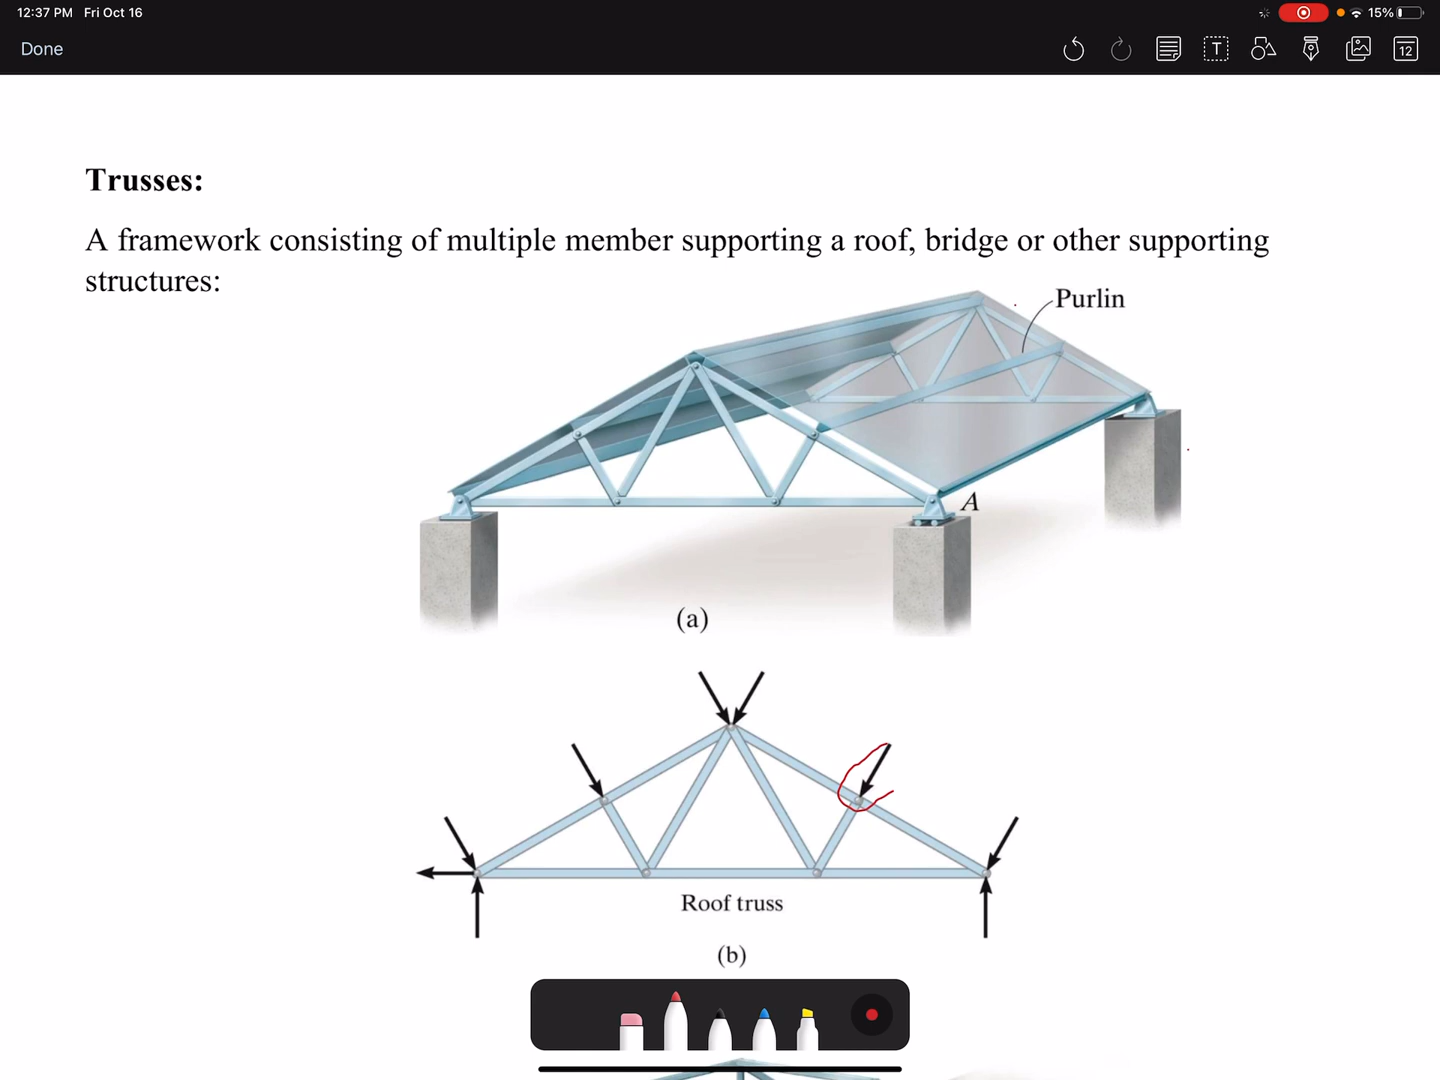 12:37 PM Fri Oct 16
15%
Done
T
12
Trusses:
A framework consisting of multiple member supporting a roof, bridge or other supporting
structures:
Purlin
A
(a)
Roof truss
(b)